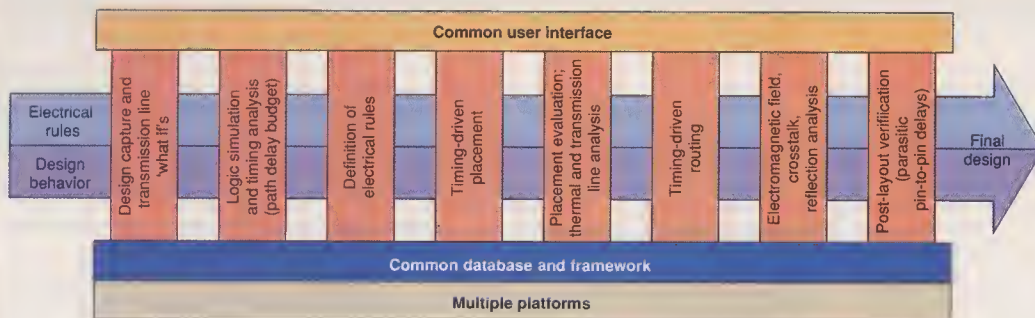 Common user interface
Electrical
rules
Design
behavior
Design capture and
transmission line
'what if's
Logic simulation
and timing analysis
(path delay budget)
Definition of
electrical rules
Timing-driven
placement
Placement evaluation;
thermal and transmission
line analysis
Timing-driven
routing
Electromagnetic field,
crosstalk,
reflection analysis
Post-layout verifiication
(parasitic
pin-to-pin delays)
Final
design
Common database and framework
Multiple platforms